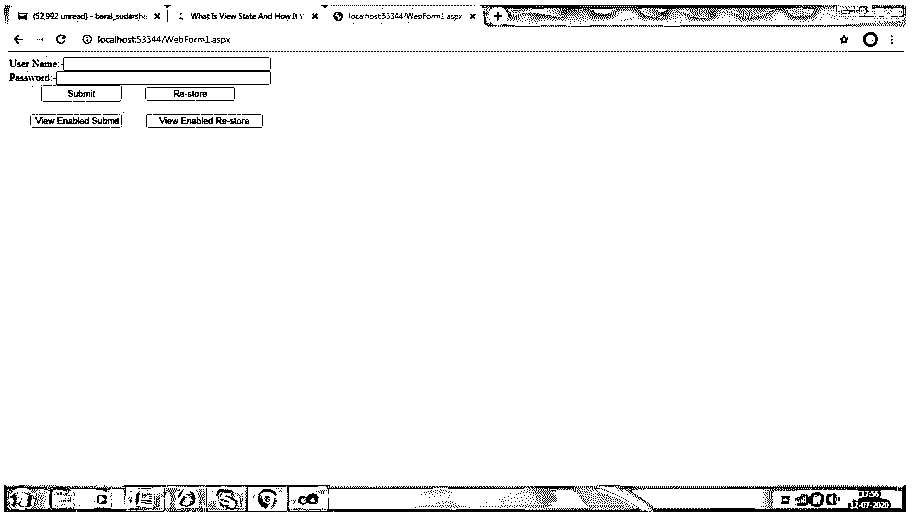 (52,992 unread) - barai_sudarsha
What Is View State And How It W
localhost:53344/WebForm1.aspx
localhost:53344/WebForm1.aspx
User Name:-
Password:-
Submit Re-store
View Enabled Submit View Enabled Re-store
17:56
12-07-2020